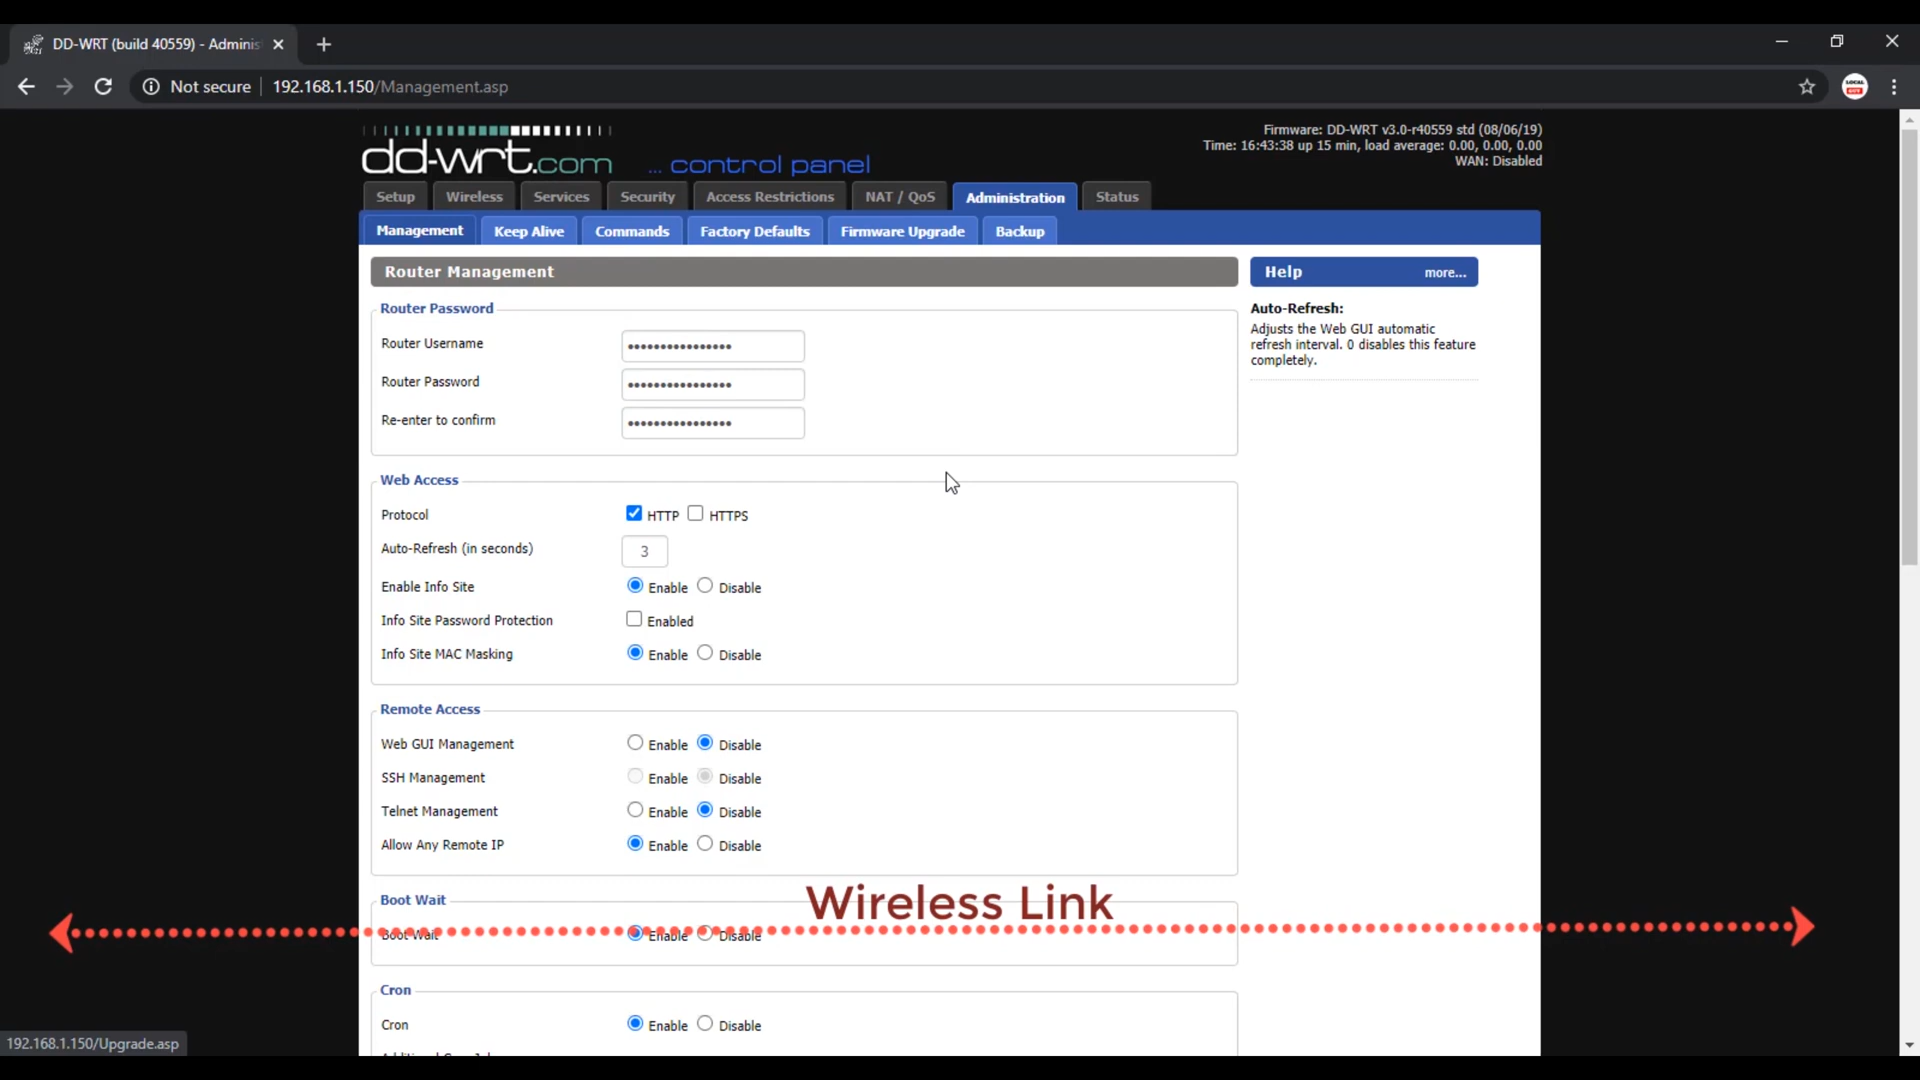 DD-WRT (build 40559) - Adminis
Not secure
192.168.1.150/Management.asp
LOCAL
GUY
dd-wrt.com
... control panel
Firmware: DD-WRT v3.0-r40559 std (08/06/19)
Time: 16:43:38 up 15 min, load average: 0.00, 0.00, 0.00
WAN: Disabled
Setup Wireless Services Security Access Restrictions NAT / QoS Administration Status
Management Keep Alive Commands Factory Defaults Firmware Upgrade Backup
Router Management
Router Password
Router Username
Router Password
Re-enter to confirm
Web Access
Protocol HTTP HTTPS
Auto-Refresh (in seconds) 3
Enable Info Site Enable Disable
Info Site Password Protection Enabled
Info Site MAC Masking Enable Disable
Remote Access
Web GUI Management Enable Disable
SSH Management Enable Disable
Telnet Management Enable Disable
Allow Any Remote IP Enable Disable
Boot Wait
Boot Wait Enable Disable
Wireless Link
Cron
Cron Enable Disable
Help more...
Auto-Refresh:
Adjusts the Web GUI automatic
refresh interval. 0 disables this feature
completely.
192.168.1.150/Upgrade.asp